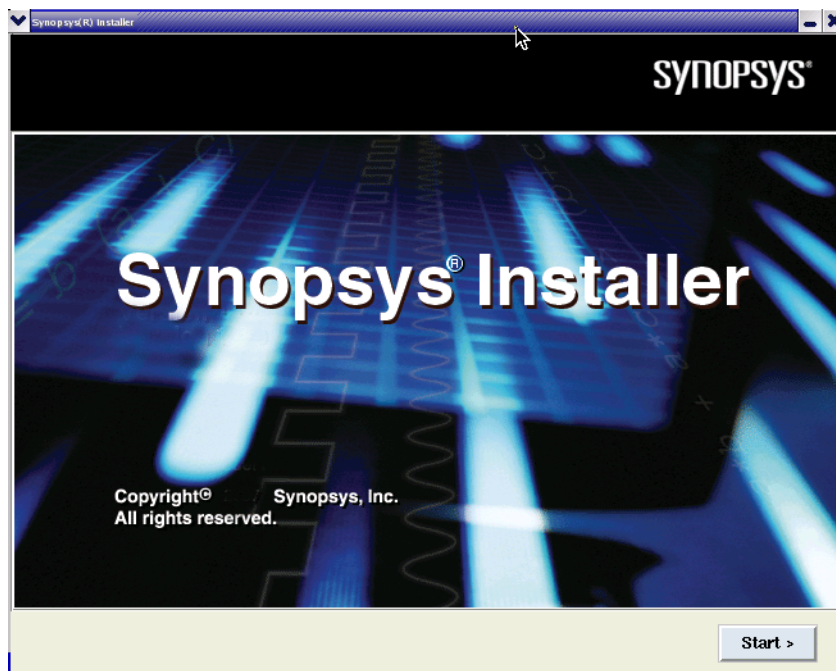 Synopsys(R) Installer
SYNOPSYS®
Synopsys® Installer
Copyright© Synopsys, Inc.
All rights reserved.
Start >